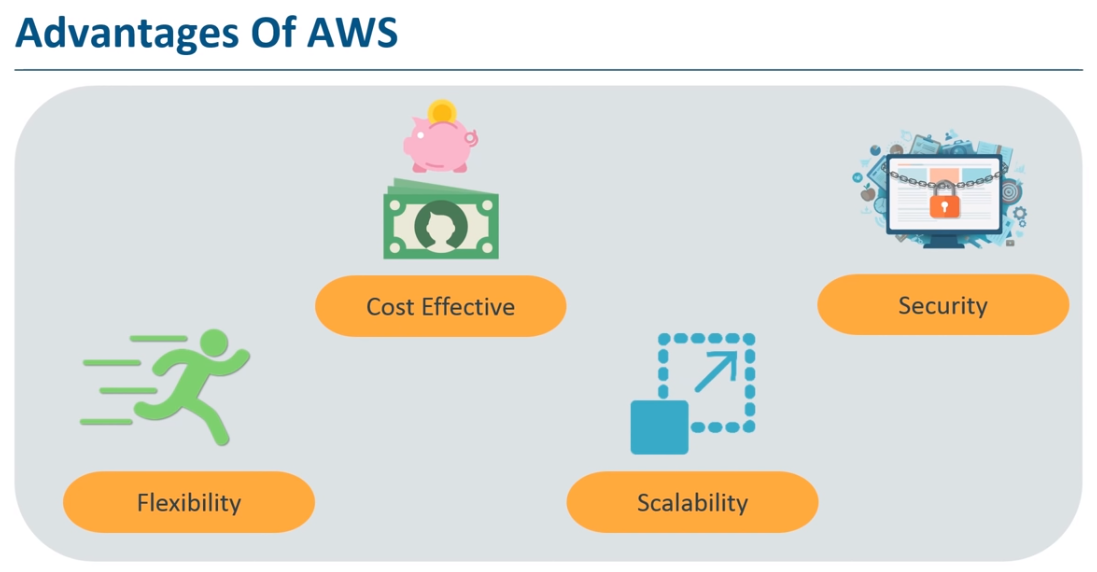 Advantages Of AWS
Cost Effective
Security
Flexibility
Scalability